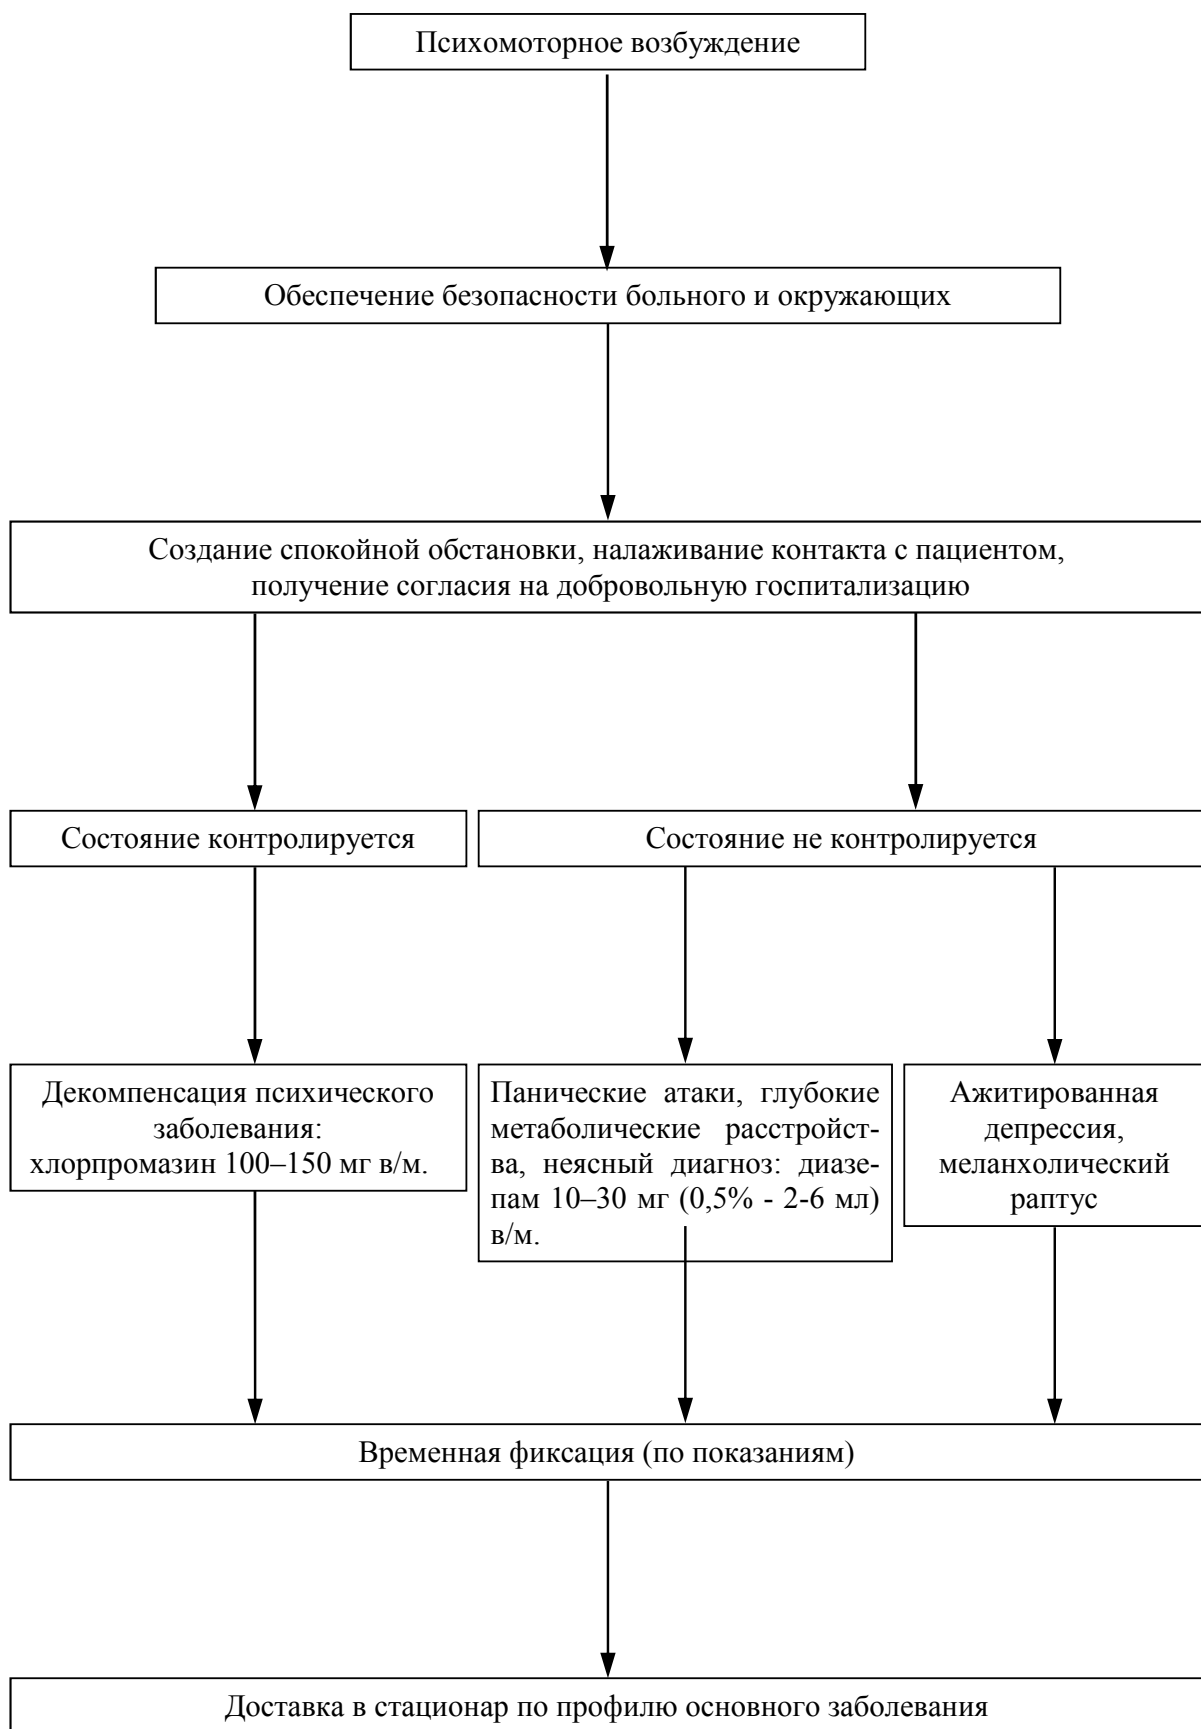 Психомоторное возбуждение
Обеспечение безопасности больного и окружающих
Создание спокойной обстановки, налаживание контакта с пациентом,
получение согласия на добровольную госпитализацию
Состояние контролируется
Состояние не контролируется
Декомпенсация психического
заболевания:
хлорпромазин 100–150 мг в/м.
Панические атаки, глубокие
метаболические расстройст-
ва, неясный диагноз: диазе-
пам 10–30 мг (0,5% - 2-6 мл)
в/м.
Ажитированная
депрессия,
меланхолический
раптус
Временная фиксация (по показаниям)
Доставка в стационар по профилю основного заболевания